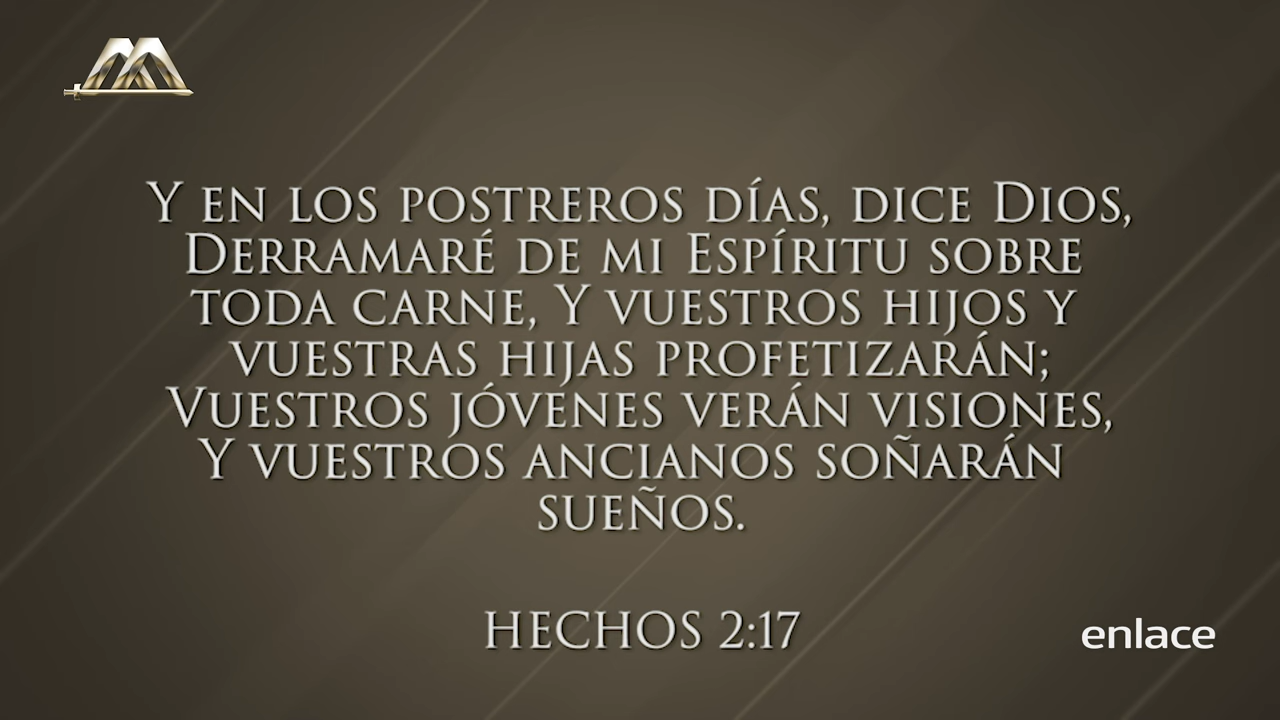 Y EN LOS POSTREROS DÍAS, DICE DIOS,
DERRAMARÉ DE MI ESPÍRITU SOBRE
TODA CARNE, Y VUESTROS HIJOS Y
VUESTRAS HIJAS PROFETIZARÁN;
VUESTROS JÓVENES VERÁN VISIONES,
Y VUESTROS ANCIANOS SOÑARÁN
SUEÑOS.
HECHOS 2:17
enlace